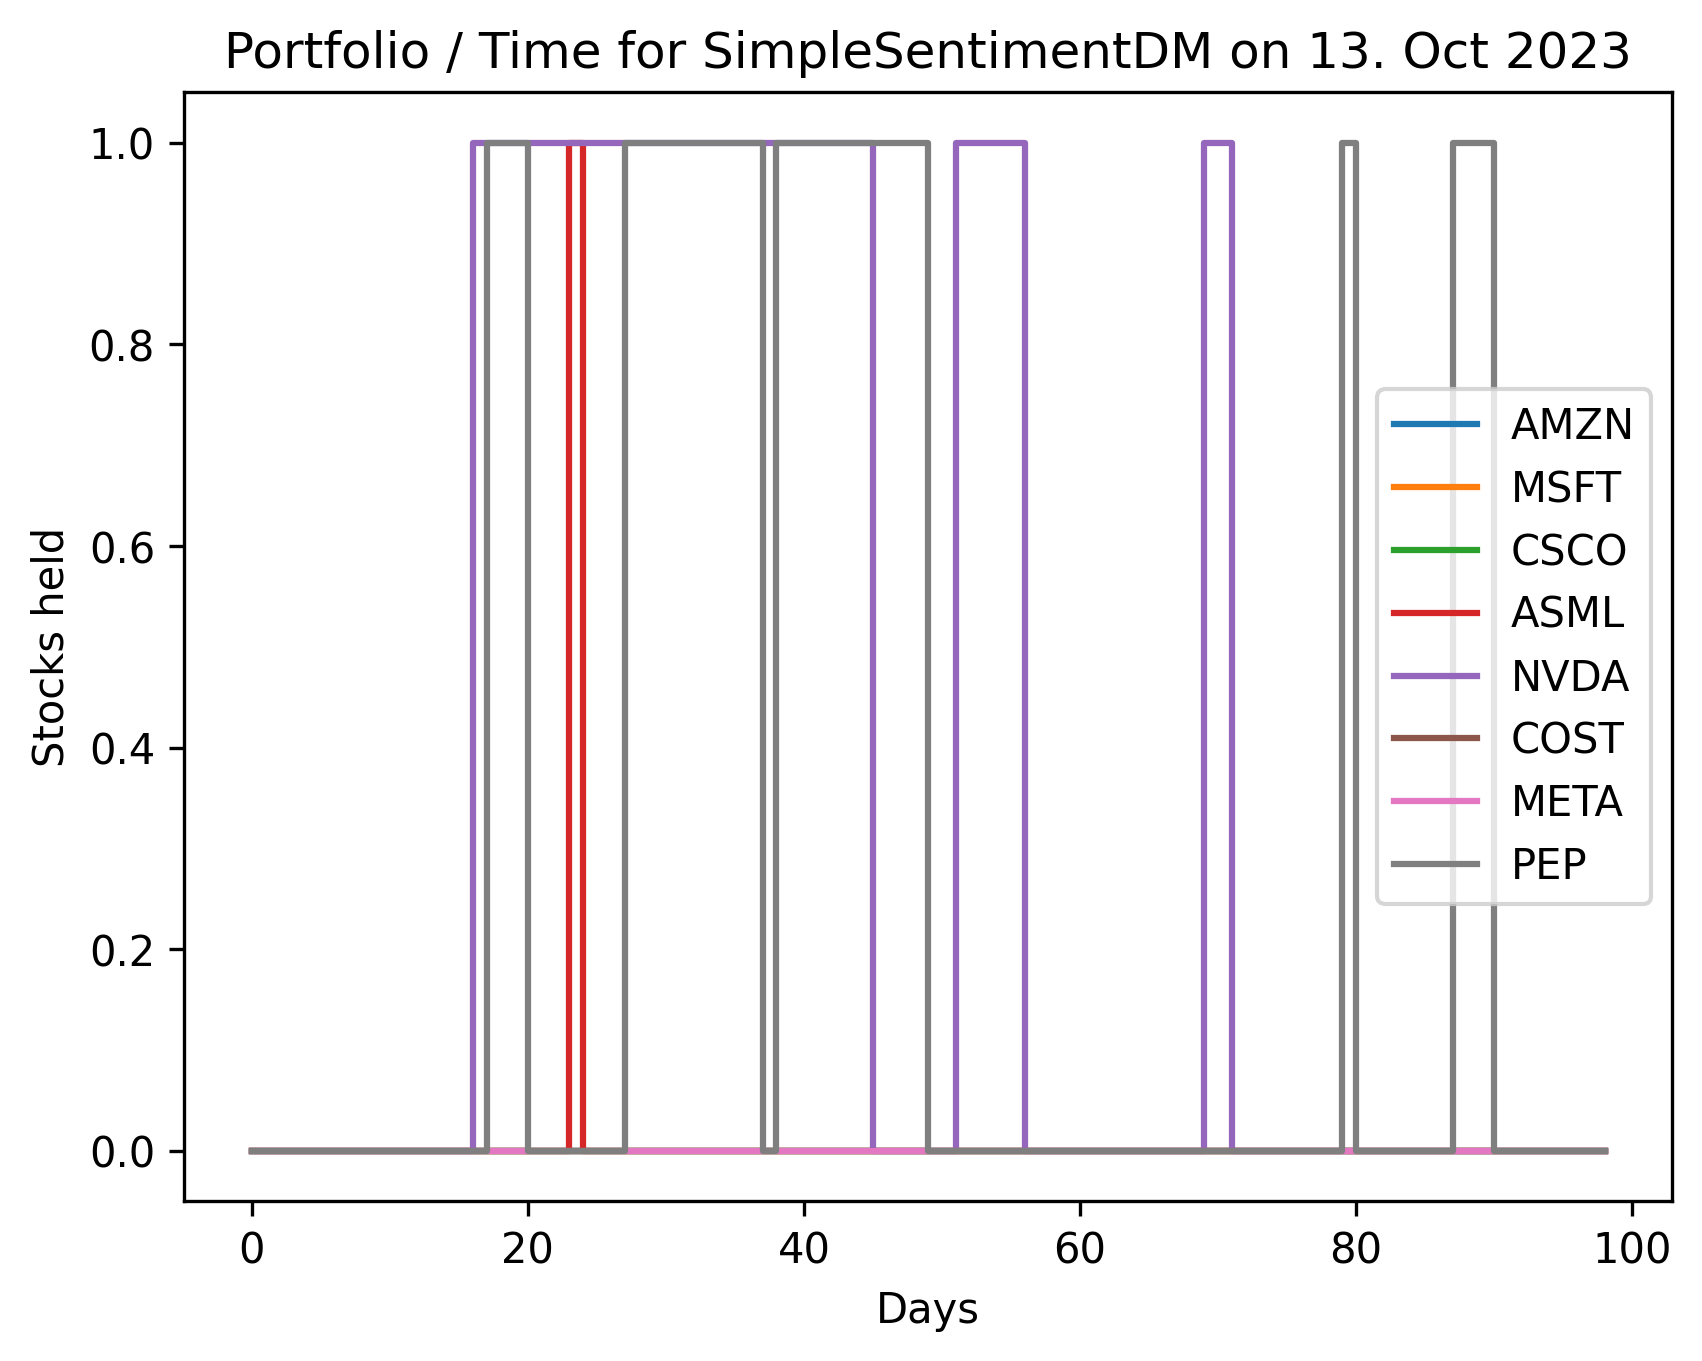 Portfolio / Time for SimpleSentimentDM on 13. Oct 2023
1.0
0.8
0.6
0.4
0.2
0.0
Stocks held
AMZN
MSFT
CSCO
ASML
NVDA
COST
META
PEP
0 20 40 60 80 100
Days